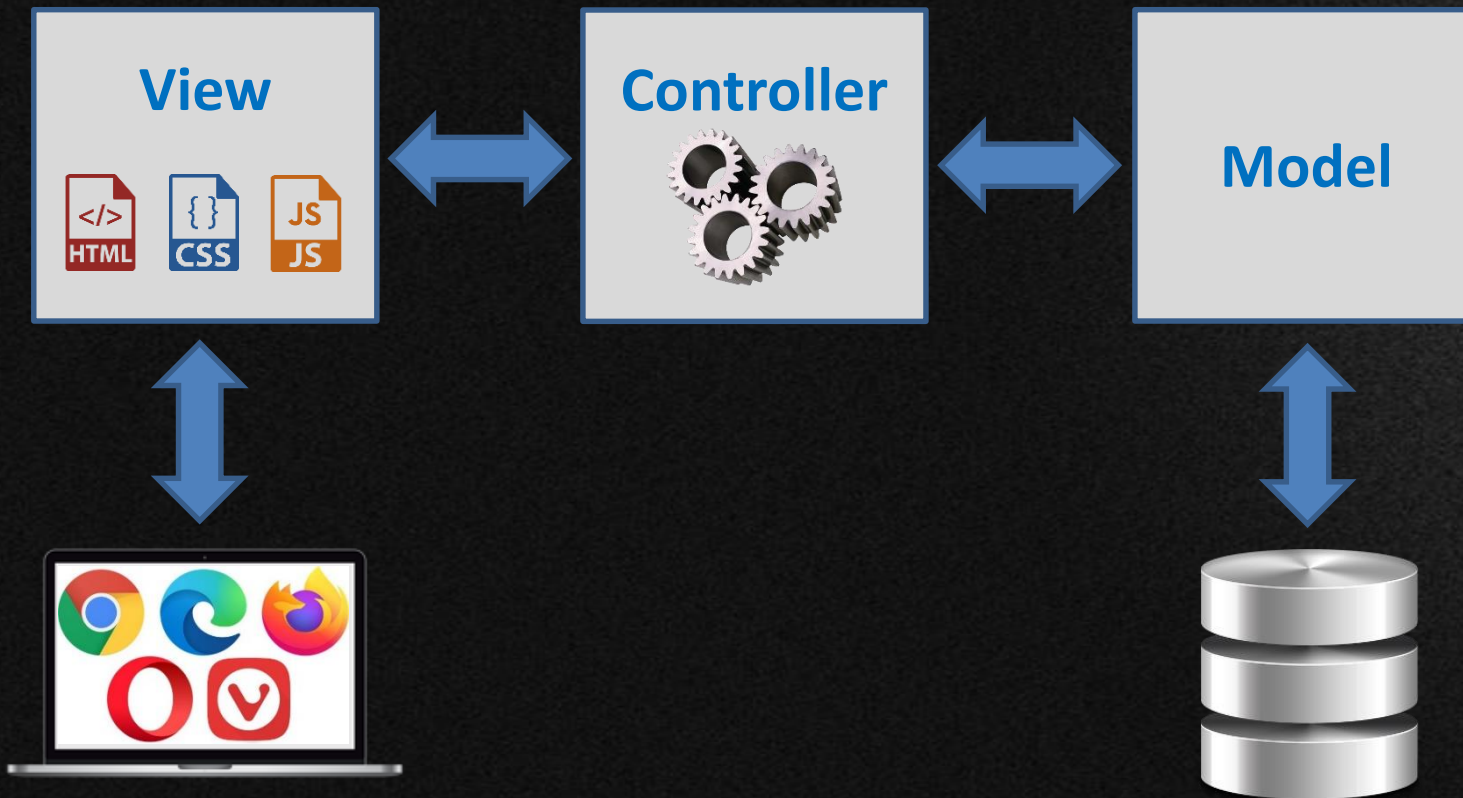 View
Controller
Model
</>
HTML
{ }
CSS
JS
JS